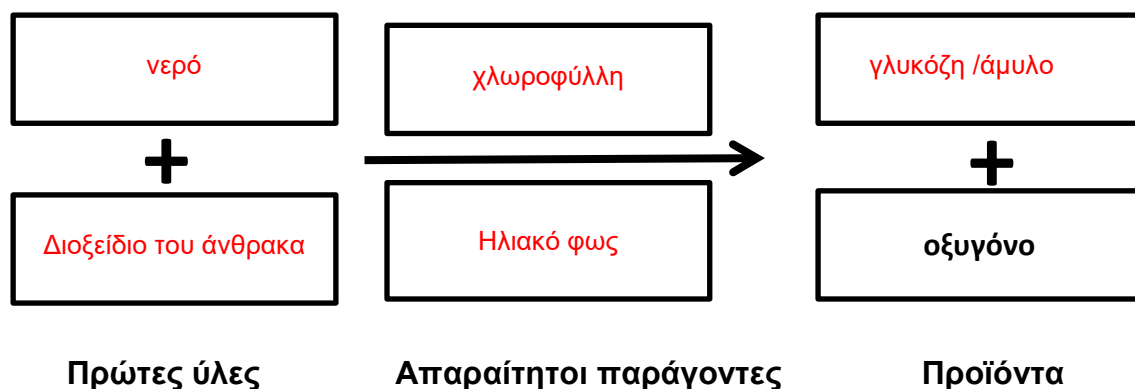 νερό
χλωροφύλλη
γλυκόζη /άμυλο
+
+
Διοξείδιο του άνθρακα
Ηλιακό φως
οξυγόνο
Πρώτες ύλες
Απαραίτητοι παράγοντες
Προϊόντα